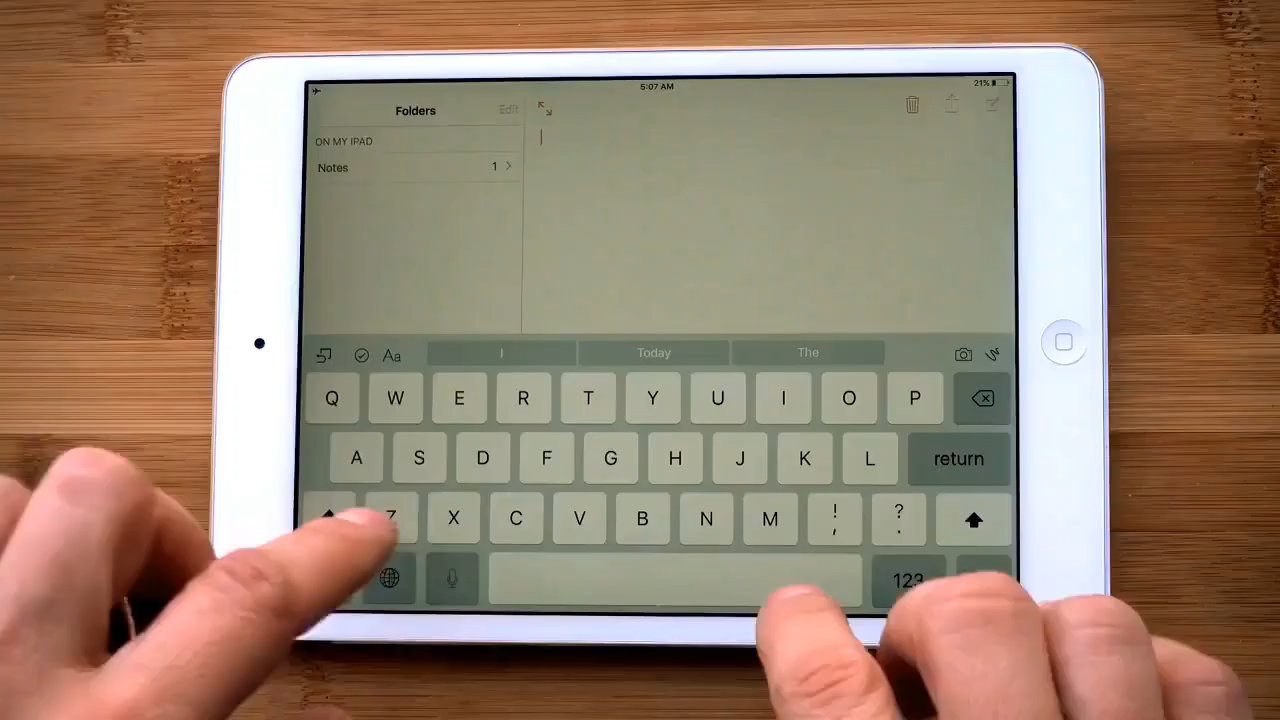 5:07 AM 21%
Folders Edit
ON MY IPAD
Notes 1
Aa I Today The
Q W E R T Y U I O P
A S D F G H J K L return
Z X C V B N M ! , ? .
123